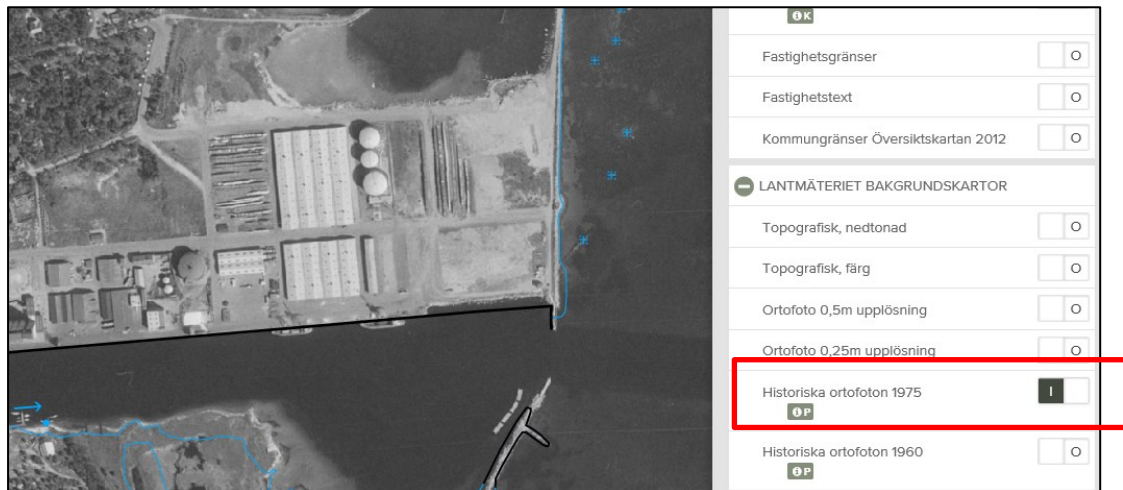 K
Fastighetsgränser O
Fastighetstext O
Kommungränser Översiktskartan 2012 O
LANTMÄTERIET BAKGRUNDSKARTOR
Topografisk, nedtonad O
Topografisk, färg O
Ortofoto 0,5m upplösning O
Ortofoto 0,25m upplösning O
Historiska ortofoton 1975 I
P
Historiska ortofoton 1960 O
P